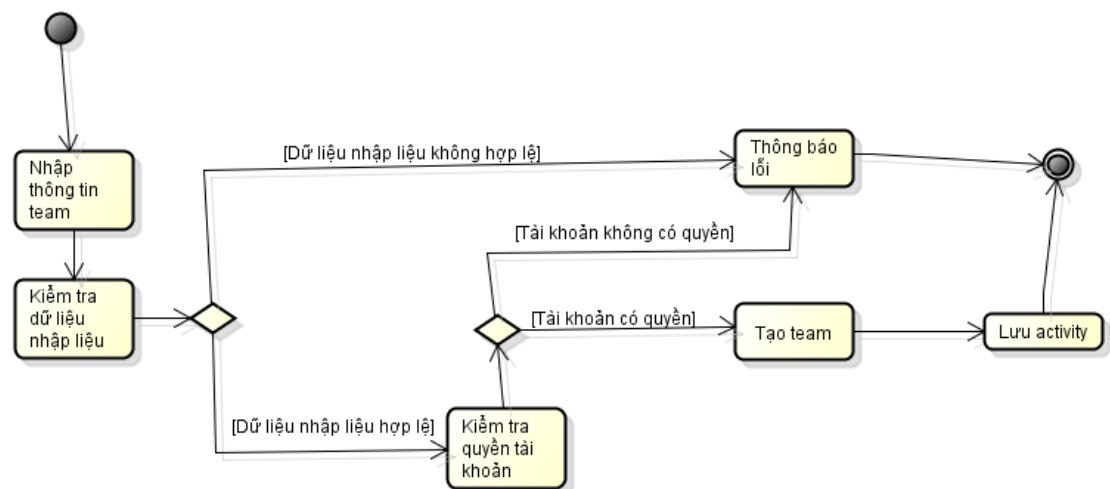 Nhập
thông tin
team
Kiểm tra
dữ liệu
nhập liệu
[Dữ liệu nhập liệu không hợp lệ]
Thông báo
lỗi
[Tài khoản không có quyền]
[Tài khoản có quyền]
Tạo team
Lưu activity
[Dữ liệu nhập liệu hợp lệ]
Kiểm tra
quyền tài
khoản